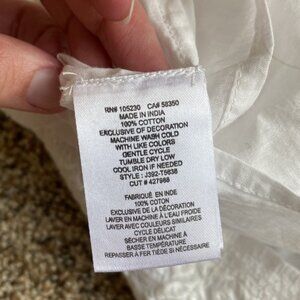 RN# 105230 CA# 58350
MADE IN INDIA
100% COTTON
EXCLUSIVE OF DECORATION
MACHINE WASH COLD
WITH LIKE COLORS
GENTLE CYCLE
TUMBLE DRY LOW
COOL IRON IF NEEDED
STYLE : J392-T5638
CUT # 427968
FABRIQUÉ EN INDE
100% COTON
EXCLUSIVE DE LA DÉCORATION
LAVER EN MACHINE À L'EAU FROIDE
LAVER AVEC COULEURS SIMILAIRES
CYCLE DÉLICAT
SÉCHER EN MACHINE À
BASSE TEMPÉRATURE
REPASSER À FER TIÈDE SI NÉCESSAIRE